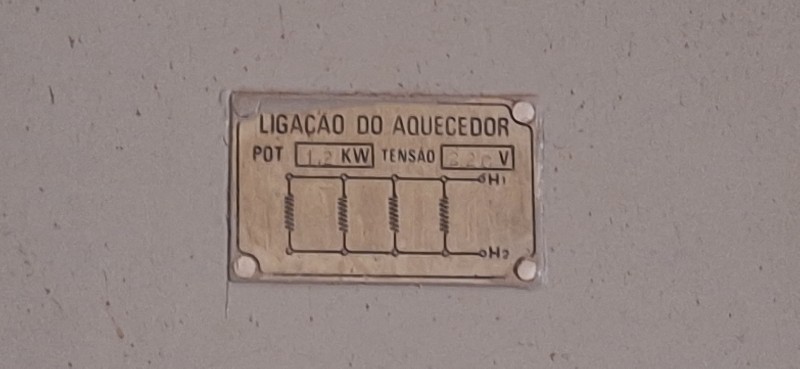 LIGAÇÃO DO AQUECEDOR
POT 1,2 KW TENSÃO 220 V
H1
H2